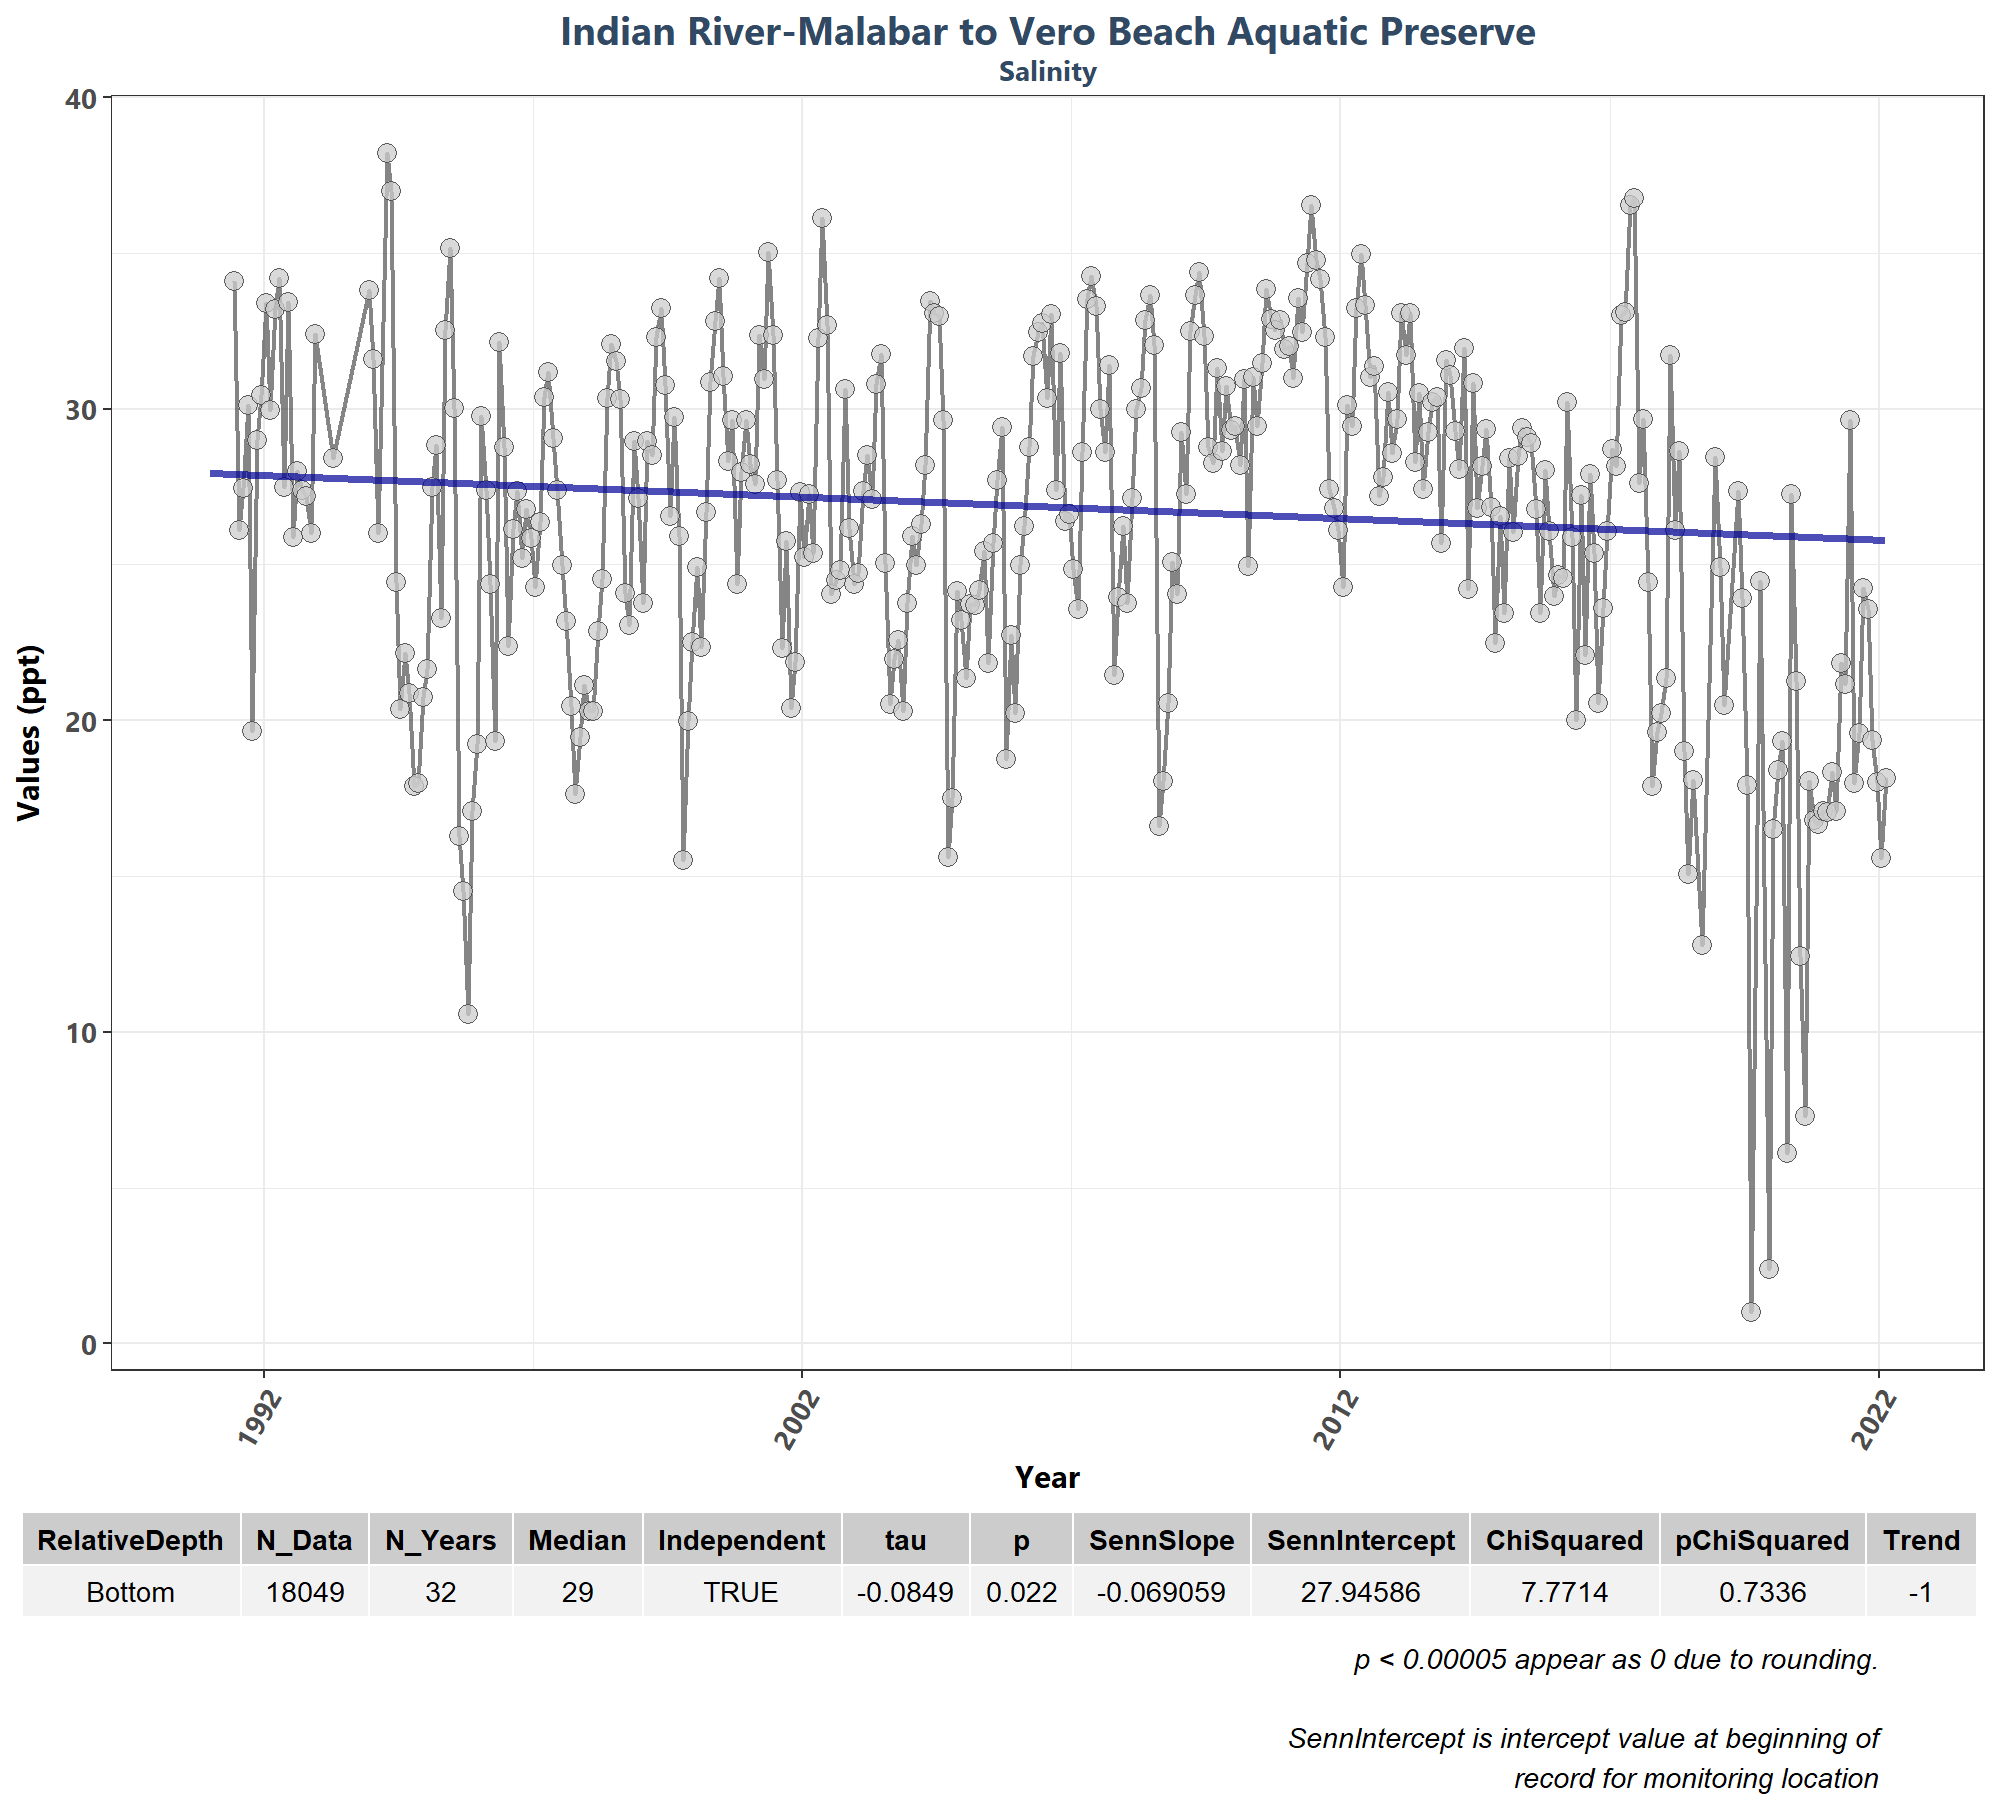 Indian River-Malabar to Vero Beach Aquatic Preserve
Salinity
40
30
20
10
0
Values (ppt)
1992
2002
2012
2022
Year
RelativeDepth N_Data N_Years Median Independent tau p SennSlope SennIntercept ChiSquared pChiSquared Trend
Bottom 18049 32 29 TRUE -0.0849 0.022 -0.069059 27.94586 7.7714 0.7336 -1
p < 0.00005 appear as 0 due to rounding.
SennIntercept is intercept value at beginning of
record for monitoring location